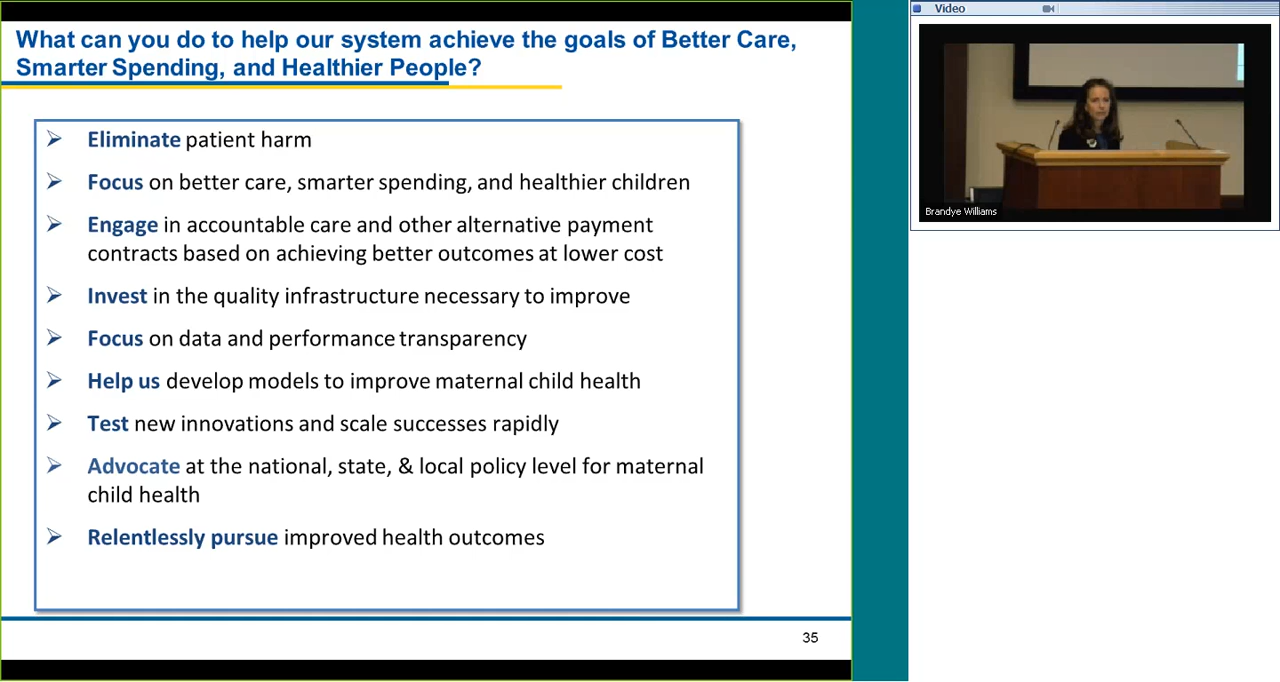 What can you do to help our system achieve the goals of Better Care,
Smarter Spending, and Healthier People?
Eliminate patient harm
Focus on better care, smarter spending, and healthier children
Engage in accountable care and other alternative payment
contracts based on achieving better outcomes at lower cost
Invest in the quality infrastructure necessary to improve
Focus on data and performance transparency
Help us develop models to improve maternal child health
Test new innovations and scale successes rapidly
Advocate at the national, state, & local policy level for maternal
child health
Relentlessly pursue improved health outcomes
35
Video
Brandye Williams